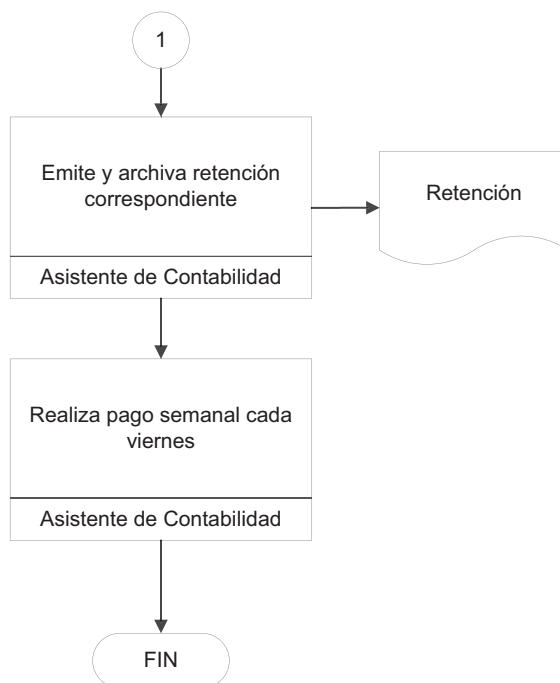 1
Emite y archiva retención
correspondiente
Asistente de Contabilidad
Retención
Realiza pago semanal cada
viernes
Asistente de Contabilidad
FIN